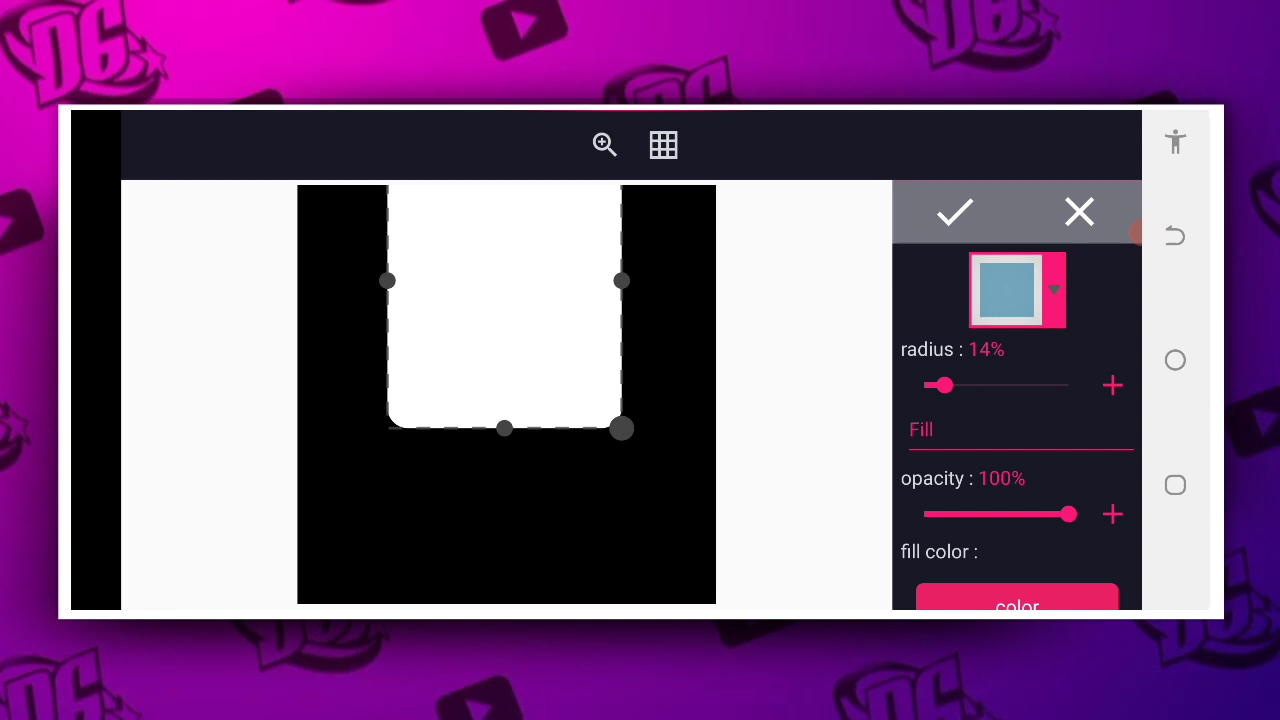 radius : 14%
Fill
opacity : 100%
fill color :
color